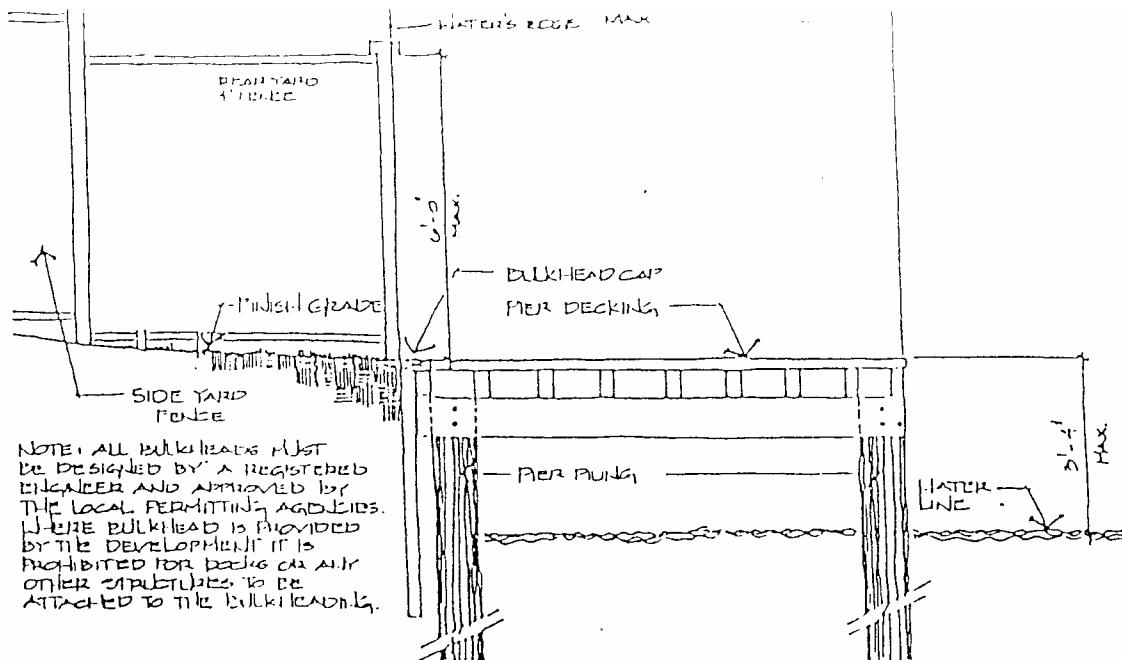 WATER'S EDGE MAX
REAR YARD
FENCE
6'-0"
MAX.
BULKHEAD CAP
FINISH GRADE
PIER DECKING
SIDE YARD
FENCE
NOTE: ALL BULKHEADS MUST
BE DESIGNED BY A REGISTERED
ENGINEER AND APPROVED BY
THE LOCAL PERMITTING AGENCIES.
WHERE BULKHEAD IS PROVIDED
BY THE DEVELOPMENT IT IS
PROHIBITED FOR DOCKS OR ANY
OTHER STRUCTURES TO BE
ATTACHED TO THE BULKHEADING.
PIER PILING
3'-4"
MAX.
WATER
LINE